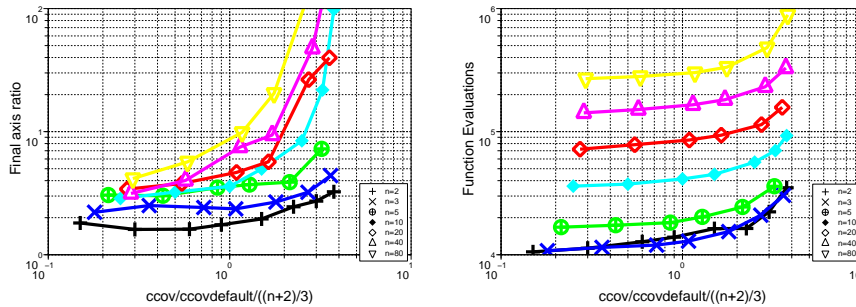 Final axis ratio
10 2
10 1
10 0
10 -1
10 0
10 1
ccov/ccovdefault/((n+2)/3)
n=2
n=3
n=5
n=10
n=20
n=40
n=80
Function Evaluations
10 6
10 5
10 4
10 -1
10 0
10 1
ccov/ccovdefault/((n+2)/3)
n=2
n=3
n=5
n=10
n=20
n=40
n=80